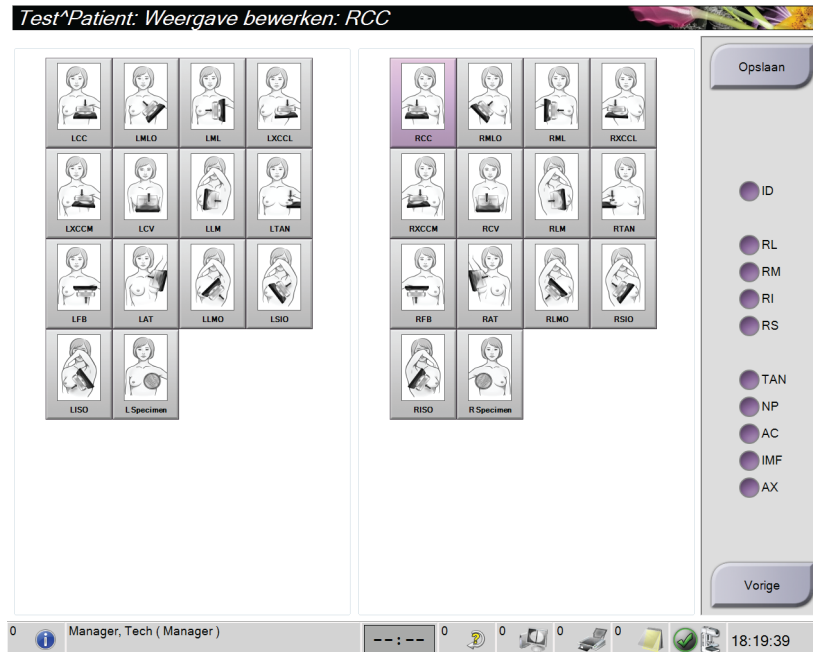 Test^Patient: Weergave bewerken: RCC
LCC LMLO LML LXCCL
LXCCM LCV LLM LTAN
LFB LAT LLMO LSIO
LISO L Specimen
RCC RMLO RML RXCCL
RXCCM RCV RLM RTAN
RFB RAT RLMO RSIO
RISO R Specimen
Opslaan
ID
RL
RM
RI
RS
TAN
NP
AC
IMF
AX
Vorige
0 Manager, Tech ( Manager ) --:-- 0 0 0 0 18:19:39